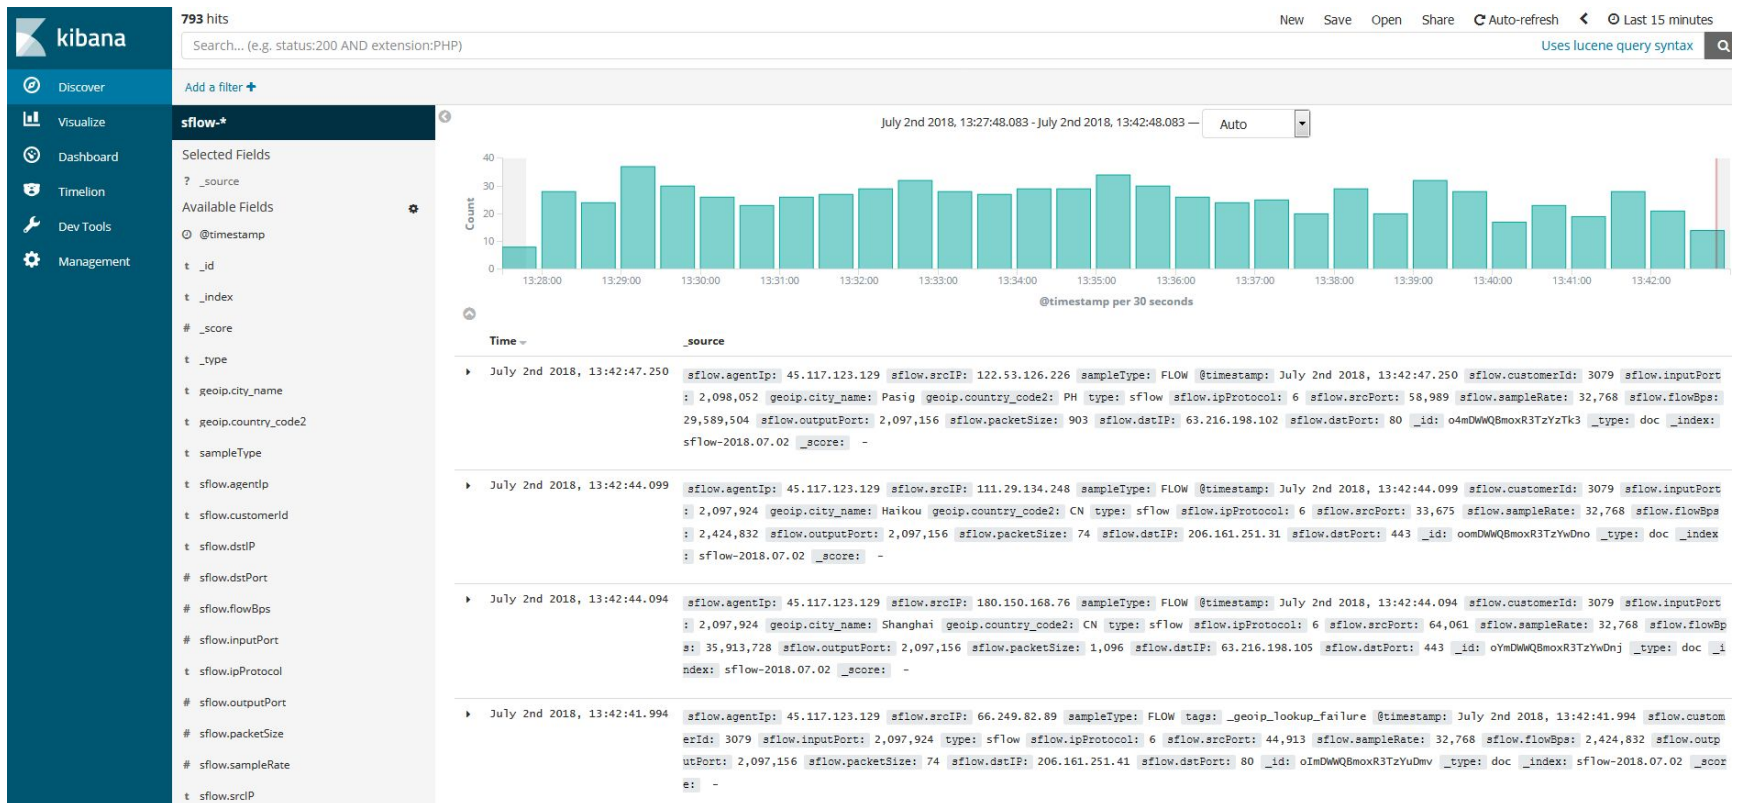 793 hits
New Save Open Share Auto-refresh Last 15 minutes
kibana
Search... (e.g. status:200 AND extension:PHP)
Uses lucene query syntax
Discover
Visualize
Dashboard
Timelion
Dev Tools
Management
Add a filter +
sflow-*
Selected Fields
? _source
Available Fields
@timestamp
t _id
t _index
# _score
t _type
t geoip.city_name
t geoip.country_code2
t sampleType
t sflow.agentIp
t sflow.customerId
t sflow.dstIP
# sflow.dstPort
# sflow.flowBps
# sflow.inputPort
t sflow.ipProtocol
# sflow.outputPort
# sflow.packetSize
# sflow.sampleRate
t sflow.srcIP
July 2nd 2018, 13:27:48.083 - July 2nd 2018, 13:42:48.083 — Auto
Count
40
30
20
10
0
13:28:00 13:29:00 13:30:00 13:31:00 13:32:00 13:33:00 13:34:00 13:35:00 13:36:00 13:37:00 13:38:00 13:39:00 13:40:00 13:41:00 13:42:00
@timestamp per 30 seconds
Time _source
July 2nd 2018, 13:42:47.250 sflow.agentIp: 45.117.123.129 sflow.srcIP: 122.53.126.226 sampleType: FLOW @timestamp: July 2nd 2018, 13:42:47.250 sflow.customerId: 3079 sflow.inputPort
: 2,098,052 geoip.city_name: Pasig geoip.country_code2: PH type: sflow sflow.ipProtocol: 6 sflow.srcPort: 58,989 sflow.sampleRate: 32,768 sflow.flowBps:
29,589,504 sflow.outputPort: 2,097,156 sflow.packetSize: 903 sflow.dstIP: 63.216.198.102 sflow.dstPort: 80 _id: o4mDWWQBmoxR3TzYzTk3 _type: doc _index:
sflow-2018.07.02 _score: -
July 2nd 2018, 13:42:44.099 sflow.agentIp: 45.117.123.129 sflow.srcIP: 111.29.134.248 sampleType: FLOW @timestamp: July 2nd 2018, 13:42:44.099 sflow.customerId: 3079 sflow.inputPort
: 2,097,924 geoip.city_name: Haikou geoip.country_code2: CN type: sflow sflow.ipProtocol: 6 sflow.srcPort: 33,675 sflow.sampleRate: 32,768 sflow.flowBps
: 2,424,832 sflow.outputPort: 2,097,156 sflow.packetSize: 74 sflow.dstIP: 206.161.251.31 sflow.dstPort: 443 _id: oomDWWQBmoxR3TzYwDno _type: doc _index
: sflow-2018.07.02 _score: -
July 2nd 2018, 13:42:44.094 sflow.agentIp: 45.117.123.129 sflow.srcIP: 180.150.168.76 sampleType: FLOW @timestamp: July 2nd 2018, 13:42:44.094 sflow.customerId: 3079 sflow.inputPort
: 2,097,924 geoip.city_name: Shanghai geoip.country_code2: CN type: sflow sflow.ipProtocol: 6 sflow.srcPort: 64,061 sflow.sampleRate: 32,768 sflow.flowBp
s: 35,913,728 sflow.outputPort: 2,097,156 sflow.packetSize: 1,096 sflow.dstIP: 63.216.198.105 sflow.dstPort: 443 _id: oYmDWWQBmoxR3TzYwDnj _type: doc _i
ndex: sflow-2018.07.02 _score: -
July 2nd 2018, 13:42:41.994 sflow.agentIp: 45.117.123.129 sflow.srcIP: 66.249.82.89 sampleType: FLOW tags: _geoip_lookup_failure @timestamp: July 2nd 2018, 13:42:41.994 sflow.custom
erId: 3079 sflow.inputPort: 2,097,924 type: sflow sflow.ipProtocol: 6 sflow.srcPort: 44,913 sflow.sampleRate: 32,768 sflow.flowBps: 2,424,832 sflow.outp
utPort: 2,097,156 sflow.packetSize: 74 sflow.dstIP: 206.161.251.41 sflow.dstPort: 80 _id: oImDWWQBmoxR3TzYuDmv _type: doc _index: sflow-2018.07.02 _scor
e: -